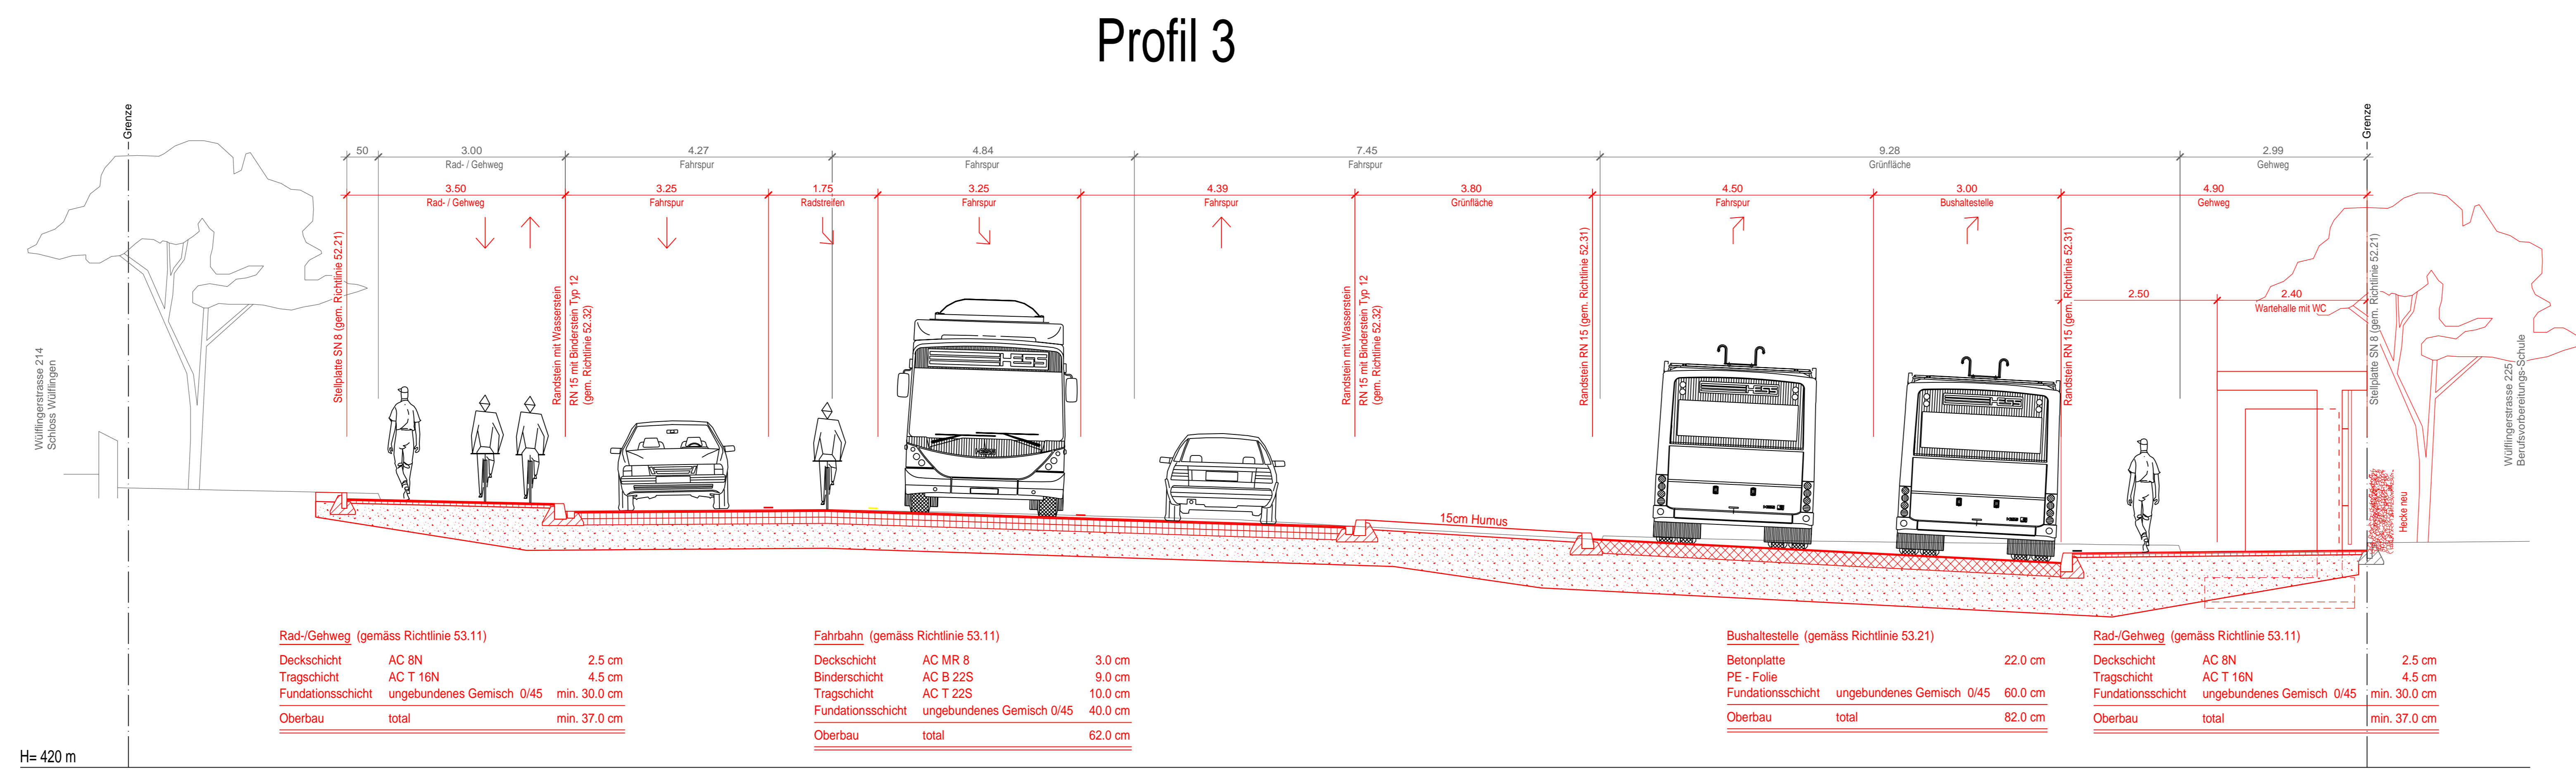 Profil 3
Grenze
Grenze
50
3.00
4.27
4.84
7.45
9.28
2.99
Rad- / Gehweg
Fahrspur
Fahrspur
Fahrspur
Grünfläche
Gehweg
3.50
3.25
1.75
3.25
4.39
3.80
4.50
3.00
4.90
Rad- / Gehweg
Fahrspur
Radstreifen
Fahrspur
Fahrspur
Grünfläche
Fahrspur
Bushaltestelle
Gehweg
2.50
2.40
Wartehalle mit WC
Wülflingerstrasse 214
Schloss Wülflingen
Stellplatte SN 8 (gem. Richtlinie 52.21)
Randstein mit Wasserstein
RN 15 mit Binderstein Typ 12
(gem. Richtlinie 52.32)
Randstein mit Wasserstein
RN 15 mit Binderstein Typ 12
(gem. Richtlinie 52.32)
Randstein RN 15 (gem. Richtlinie 52.31)
Randstein RN 15 (gem. Richtlinie 52.31)
Stellplatte SN 8 (gem. Richtlinie 52.21)
Wülflingerstrasse 225
Berufsvorbereitungs-Schule
HESS
HESS
HESS
HESS
HESS
HESS
15cm Humus
Hecke neu
Rad-/Gehweg (gemäss Richtlinie 53.11)
Deckschicht AC 8N 2.5 cm
Tragschicht AC T 16N 4.5 cm
Fundationsschicht ungebundenes Gemisch 0/45 min. 30.0 cm
Oberbau total min. 37.0 cm
Fahrbahn (gemäss Richtlinie 53.11)
Deckschicht AC MR 8 3.0 cm
Binderschicht AC B 22S 9.0 cm
Tragschicht AC T 22S 10.0 cm
Fundationsschicht ungebundenes Gemisch 0/45 40.0 cm
Oberbau total 62.0 cm
Bushaltestelle (gemäss Richtlinie 53.21)
Betonplatte 22.0 cm
PE - Folie
Fundationsschicht ungebundenes Gemisch 0/45 60.0 cm
Oberbau total 82.0 cm
Rad-/Gehweg (gemäss Richtlinie 53.11)
Deckschicht AC 8N 2.5 cm
Tragschicht AC T 16N 4.5 cm
Fundationsschicht ungebundenes Gemisch 0/45 min. 30.0 cm
Oberbau total min. 37.0 cm
H= 420 m